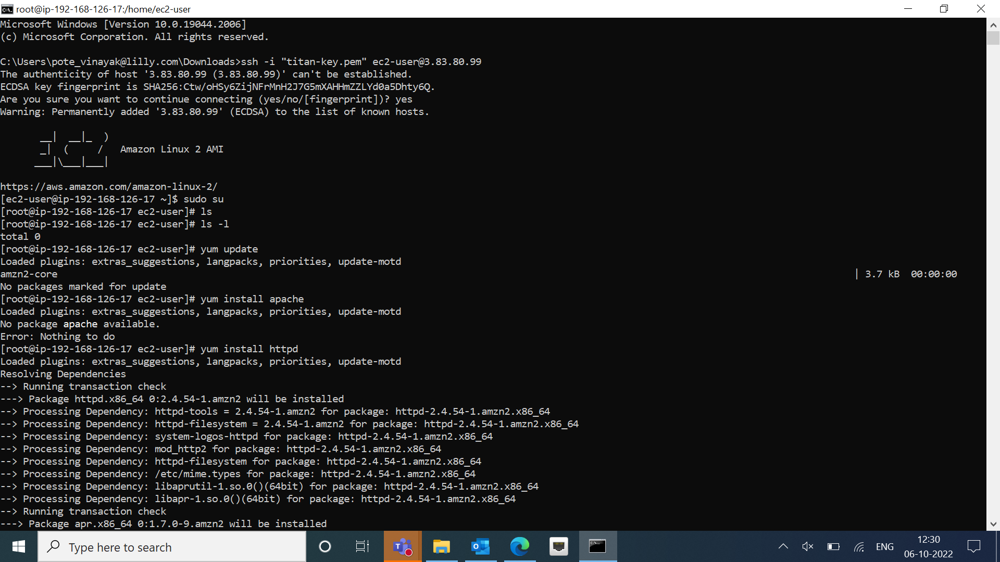 root@ip-192-168-126-17:/home/ec2-user
Microsoft Windows [Version 10.0.19044.2006]
(c) Microsoft Corporation. All rights reserved.
C:\Users\pote_vinayak@lilly.com\Downloads>ssh -i "titan-key.pem" ec2-user@3.83.80.99
The authenticity of host '3.83.80.99 (3.83.80.99)' can't be established.
ECDSA key fingerprint is SHA256:Ctw/oHSy6ZijNFrMnH2J7G5mXAHHmZZLYd0a5Dhty6Q.
Are you sure you want to continue connecting (yes/no/[fingerprint])? yes
Warning: Permanently added '3.83.80.99' (ECDSA) to the list of known hosts.
       __|  __|_  )
       _|  (     /   Amazon Linux 2 AMI
      ___|\___|___|
https://aws.amazon.com/amazon-linux-2/
[ec2-user@ip-192-168-126-17 ~]$ sudo su
[root@ip-192-168-126-17 ec2-user]# ls
[root@ip-192-168-126-17 ec2-user]# ls -l
total 0
[root@ip-192-168-126-17 ec2-user]# yum update
Loaded plugins: extras_suggestions, langpacks, priorities, update-motd
amzn2-core | 3.7 kB  00:00:00
No packages marked for update
[root@ip-192-168-126-17 ec2-user]# yum install apache
Loaded plugins: extras_suggestions, langpacks, priorities, update-motd
No package apache available.
Error: Nothing to do
[root@ip-192-168-126-17 ec2-user]# yum install httpd
Loaded plugins: extras_suggestions, langpacks, priorities, update-motd
Resolving Dependencies
--> Running transaction check
---> Package httpd.x86_64 0:2.4.54-1.amzn2 will be installed
--> Processing Dependency: httpd-tools = 2.4.54-1.amzn2 for package: httpd-2.4.54-1.amzn2.x86_64
--> Processing Dependency: httpd-filesystem = 2.4.54-1.amzn2 for package: httpd-2.4.54-1.amzn2.x86_64
--> Processing Dependency: system-logos-httpd for package: httpd-2.4.54-1.amzn2.x86_64
--> Processing Dependency: mod_http2 for package: httpd-2.4.54-1.amzn2.x86_64
--> Processing Dependency: httpd-filesystem for package: httpd-2.4.54-1.amzn2.x86_64
--> Processing Dependency: /etc/mime.types for package: httpd-2.4.54-1.amzn2.x86_64
--> Processing Dependency: libaprutil-1.so.0()(64bit) for package: httpd-2.4.54-1.amzn2.x86_64
--> Processing Dependency: libapr-1.so.0()(64bit) for package: httpd-2.4.54-1.amzn2.x86_64
--> Running transaction check
---> Package apr.x86_64 0:1.7.0-9.amzn2 will be installed
Type here to search
ENG
12:30
06-10-2022